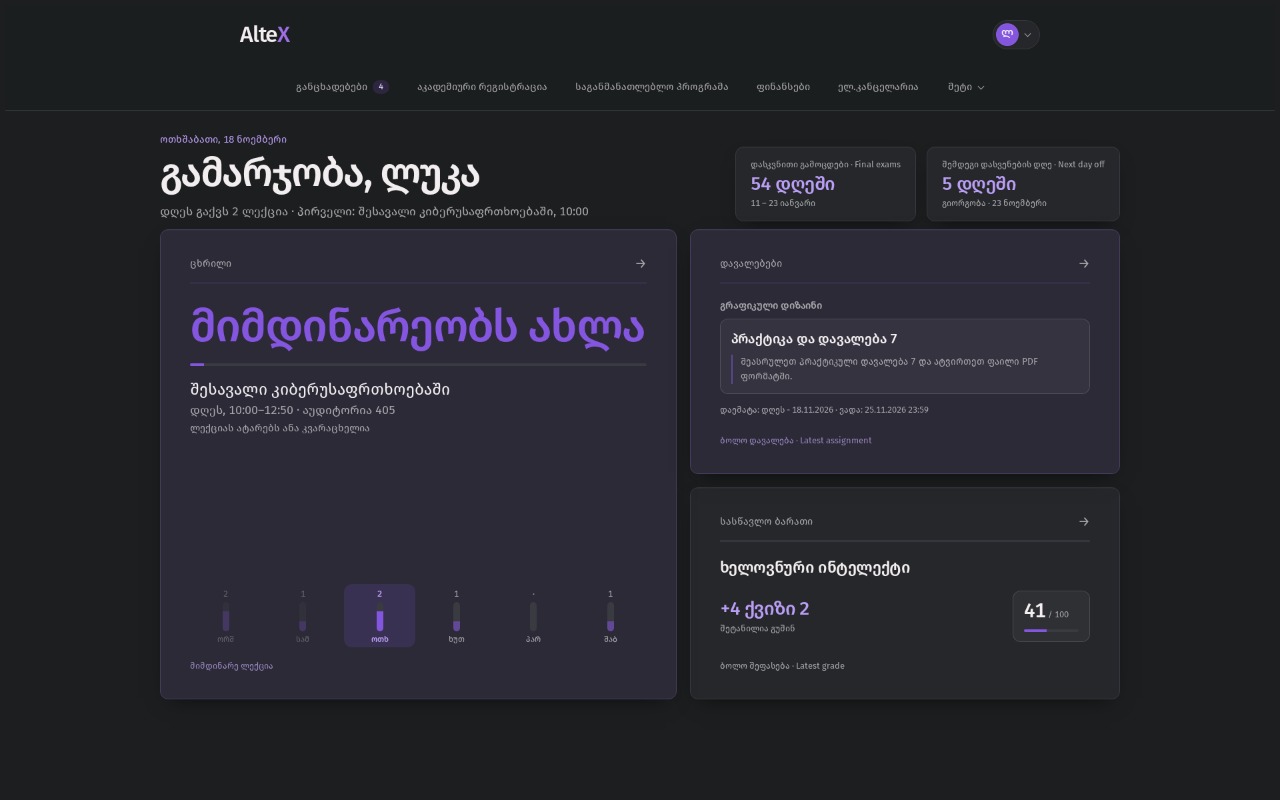 AlteX
ლ
განცხადებები 4
აკადემიური რეგისტრაცია
საგანმანათლებლო პროგრამა
ფინანსები
ელ.კანცელარია
მეტი
ოთხშაბათი, 18 ნოემბერი
გამარჯობა, ლუკა
დღეს გაქვს 2 ლექცია · პირველი: შესავალი კიბერუსაფრთხოებაში, 10:00
დასკვნითი გამოცდები · Final exams
54 დღეში
11 – 23 იანვარი
შემდეგი დასვენების დღე · Next day off
5 დღეში
გიორგობა · 23 ნოემბერი
ცხრილი
მიმდინარეობს ახლა
შესავალი კიბერუსაფრთხოებაში
დღეს, 10:00–12:50 · აუდიტორია 405
ლექციას ატარებს ანა კვარაცხელია
2 1 2 1 · 1
ორშ სამ ოთხ ხუთ პარ შაბ
მიმდინარე ლექცია
დავალებები
გრაფიკული დიზაინი
პრაქტიკა და დავალება 7
შეასრულეთ პრაქტიკული დავალება 7 და ატვირთეთ ფაილი PDF
ფორმატში.
დაემატა: დღეს - 18.11.2026 · ვადა: 25.11.2026 23:59
ბოლო დავალება · Latest assignment
სასწავლო ბარათი
ხელოვნური ინტელექტი
+4 ქვიზი 2
შეტანილია გუშინ
41 / 100
ბოლო შეფასება · Latest grade